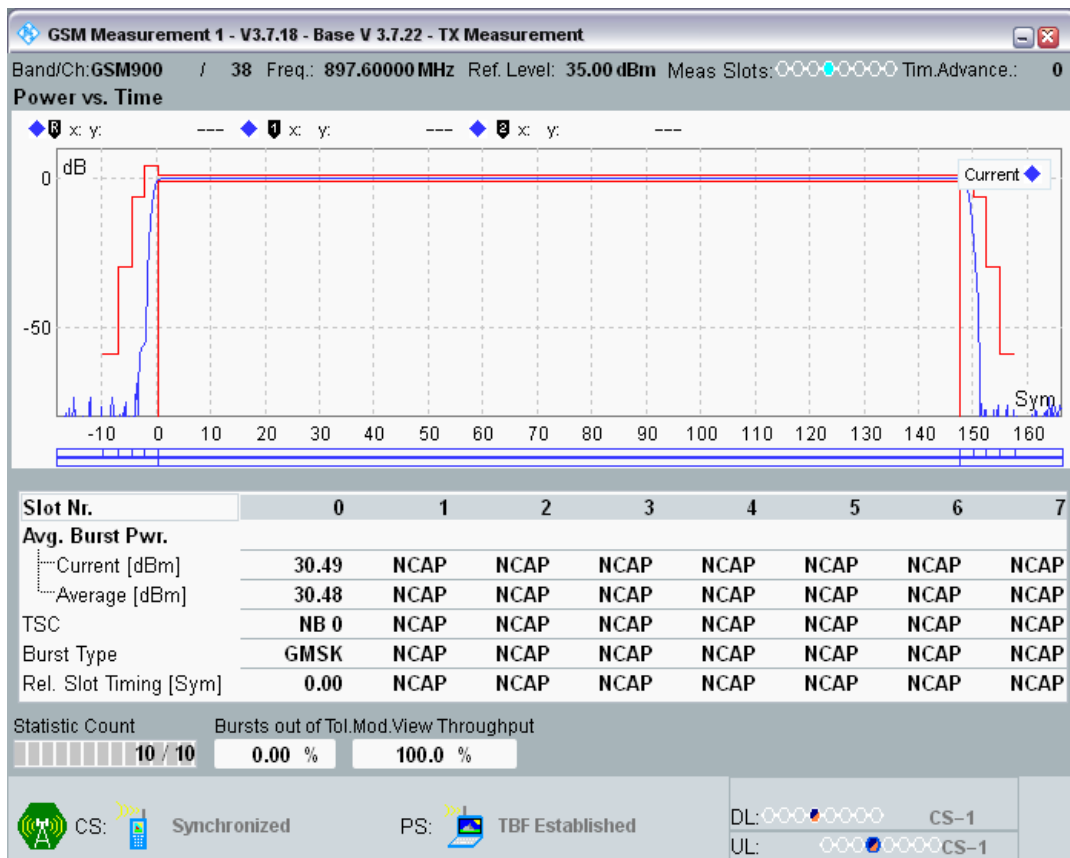 GSM Measurement 1 - V3.7.18 - Base V 3.7.22 - TX Measurement
Band/Ch:GSM900 / 38 Freq.: 897.60000 MHz Ref. Level: 35.00 dBm Meas Slots: Tim.Advance.: 0
Power vs. Time
R x: y: --- 1 x: y: --- 2 x: y: ---
dB
Current
0
-50
Sym
-10 0 10 20 30 40 50 60 70 80 90 100 110 120 130 140 150 160
Slot Nr. 0 1 2 3 4 5 6 7
Avg. Burst Pwr.
Current [dBm] 30.49 NCAP NCAP NCAP NCAP NCAP NCAP NCAP
Average [dBm] 30.48 NCAP NCAP NCAP NCAP NCAP NCAP NCAP
TSC NB 0 NCAP NCAP NCAP NCAP NCAP NCAP NCAP
Burst Type GMSK NCAP NCAP NCAP NCAP NCAP NCAP NCAP
Rel. Slot Timing [Sym] 0.00 NCAP NCAP NCAP NCAP NCAP NCAP NCAP
Statistic Count Bursts out of Tol.Mod.View Throughput
10 / 10 0.00 % 100.0 %
CS: Synchronized PS: TBF Established
DL: CS-1
UL: CS-1